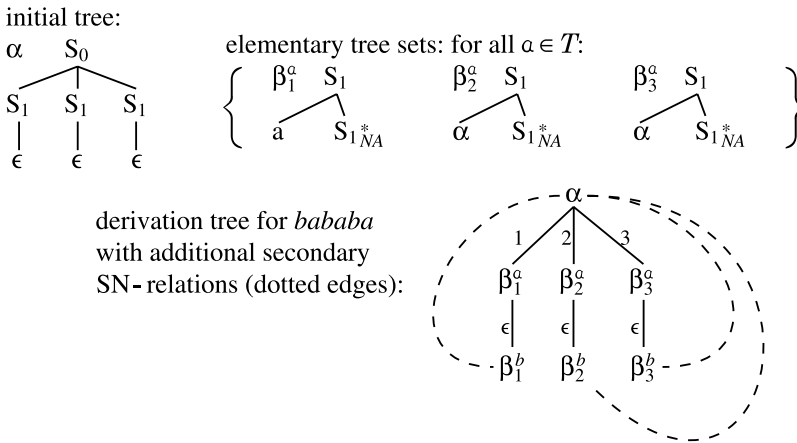 initial tree:
α S₀
S₁ S₁ S₁
ϵ ϵ ϵ
elementary tree sets: for all a ∈ T:
{ β₁ᵃ S₁ β₂ᵃ S₁ β₃ᵃ S₁ }
a S₁*NA α S₁*NA α S₁*NA
derivation tree for bababa
with additional secondary
SN-relations (dotted edges):
α
1 2 3
β₁ᵃ β₂ᵃ β₃ᵃ
ϵ ϵ ϵ
β₁ᵇ β₂ᵇ β₃ᵇ